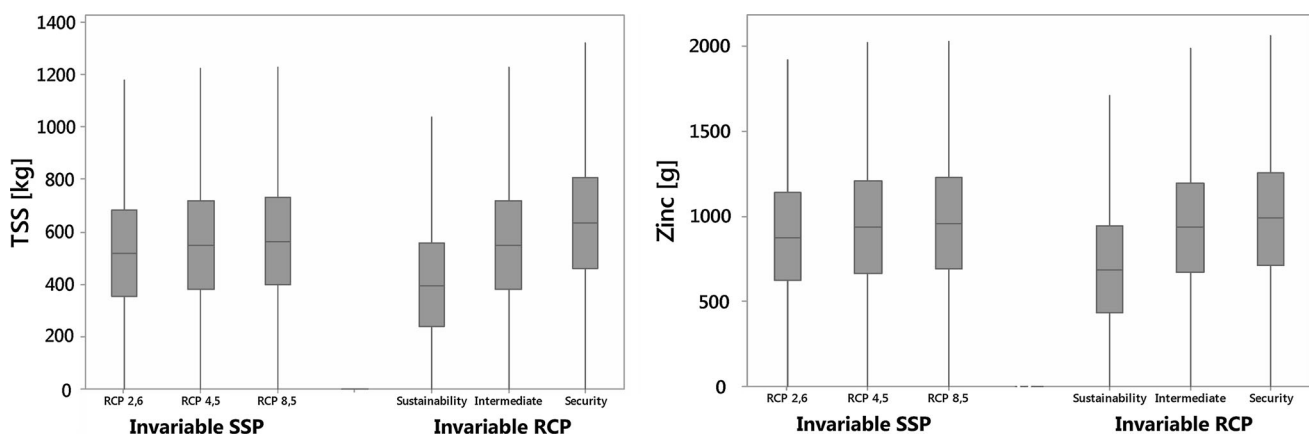 TSS [kg]
1400
1200
1000
800
600
400
200
0
RCP 2,6
RCP 4,5
RCP 8,5
Sustainability
Intermediate
Security
Invariable SSP
Invariable RCP
Zinc [g]
2000
1500
1000
500
0
RCP 2,6
RCP 4,5
RCP 8,5
Sustainability
Intermediate
Security
Invariable SSP
Invariable RCP